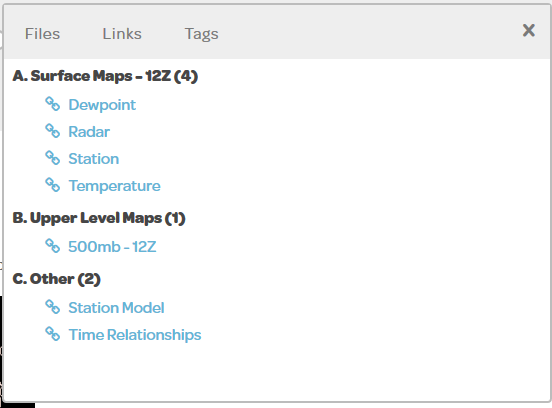 Files Links Tags ×
A. Surface Maps - 12Z (4)
Dewpoint
Radar
Station
Temperature
B. Upper Level Maps (1)
500mb - 12Z
C. Other (2)
Station Model
Time Relationships